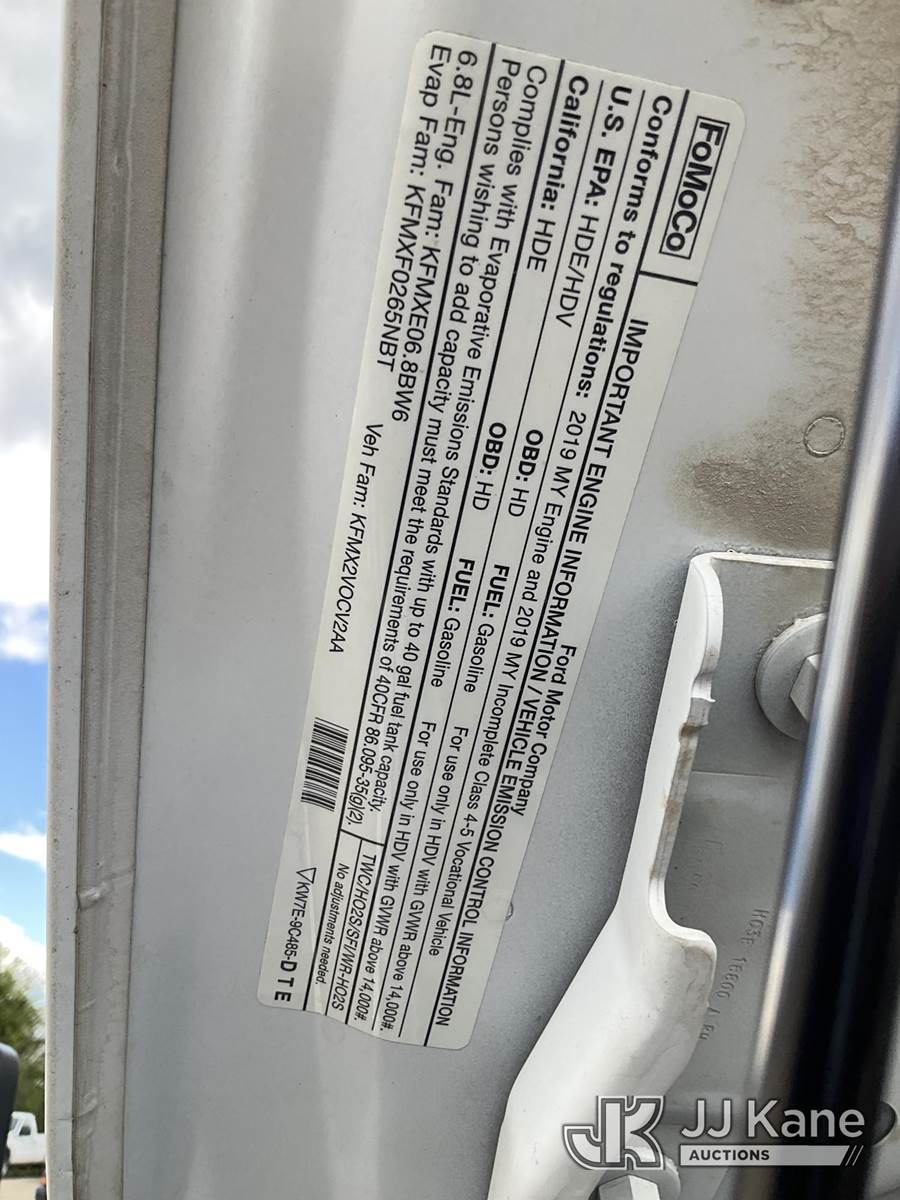 FoMoCo
Ford Motor Company
IMPORTANT ENGINE INFORMATION / VEHICLE EMISSION CONTROL INFORMATION
Conforms to regulations: 2019 MY Engine and 2019 MY Incomplete Class 4-5 Vocational Vehicle
U.S. EPA: HDE/HDV OBD: HD FUEL: Gasoline For use only in HDV with GVWR above 14,000#.
California: HDE OBD: HD FUEL: Gasoline For use only in HDV with GVWR above 14,000#.
Complies with Evaporative Emissions Standards with up to 40 gal fuel tank capacity.
Persons wishing to add capacity must meet the requirements of 40CFR 86.095-35(g)(2).
TWC/HO2S/SFI/WR-HO2S
No adjustments needed.
6.8L-Eng. Fam: KFMXE06.8BW6
Evap Fam: KFMXF0265NBT Veh Fam: KFMX2VOCV2AA
KW7E-9C485-D T E
JK JJ Kane
AUCTIONS